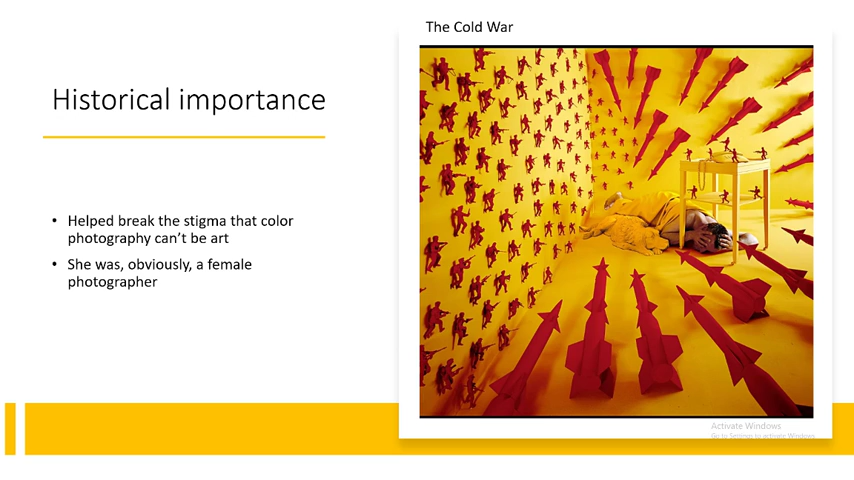 The Cold War
Historical importance
• Helped break the stigma that color
photography can’t be art
• She was, obviously, a female
photographer
Activate Windows
Go to Settings to activate Windows.